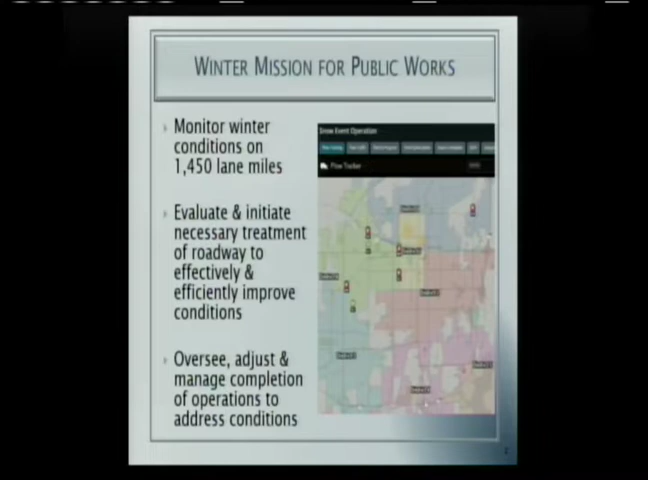 WINTER MISSION FOR PUBLIC WORKS
Monitor winter
conditions on
1,450 lane miles
Evaluate & initiate
necessary treatment
of roadway to
effectively &
efficiently improve
conditions
Oversee, adjust &
manage completion
of operations to
address conditions
Snow Event Operation
Plow Tracker
2